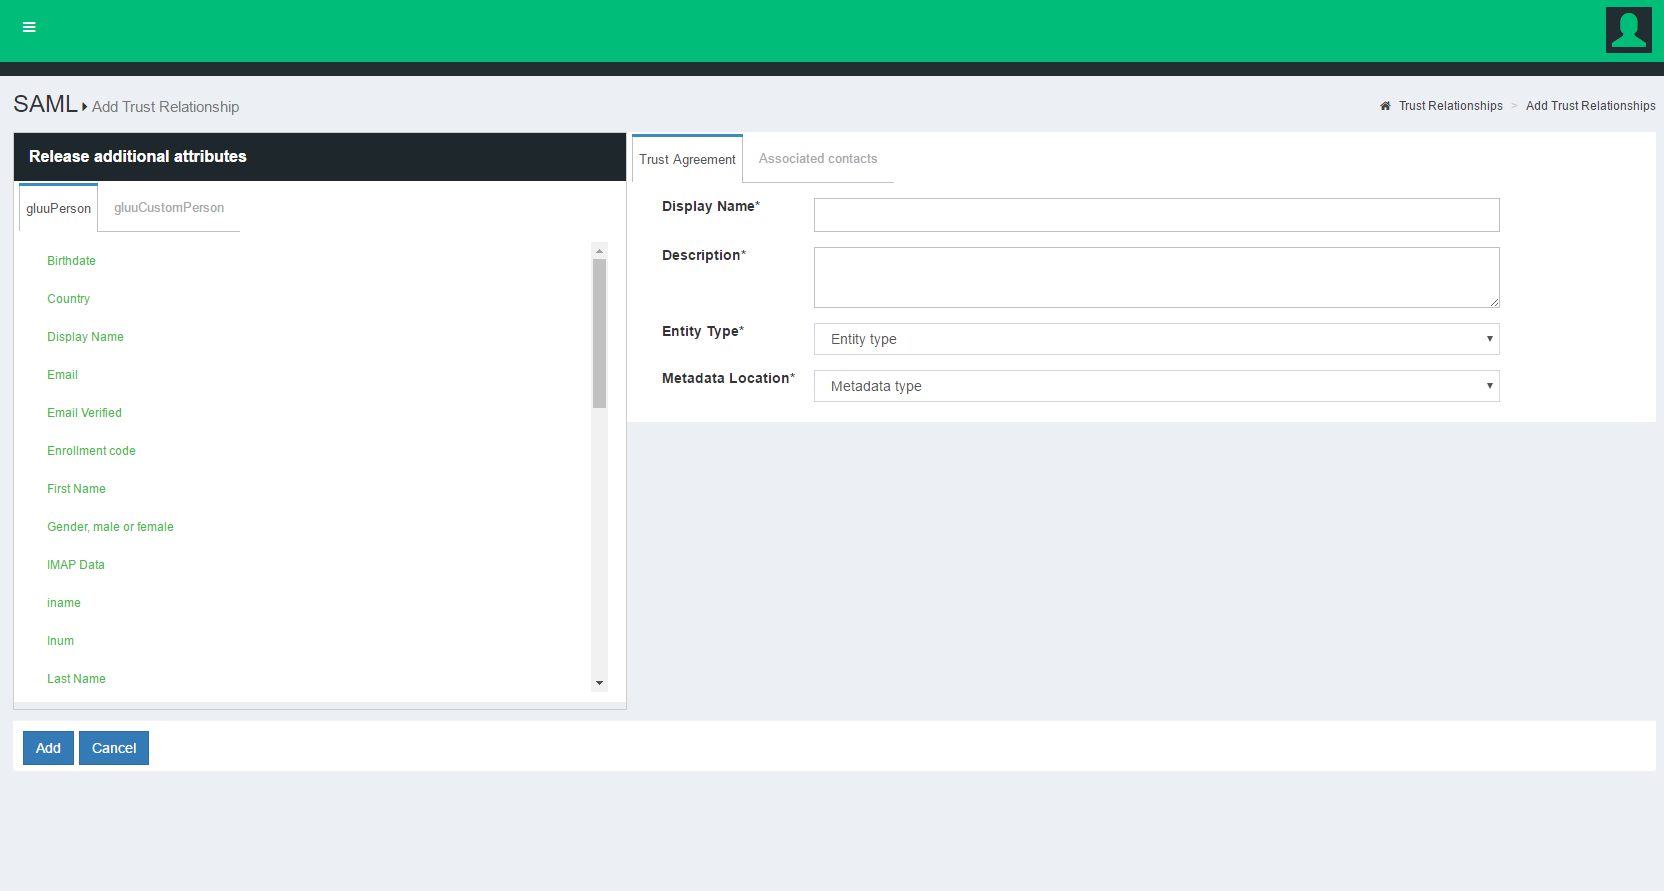 SAML Add Trust Relationship
Trust Relationships > Add Trust Relationships
Release additional attributes
gluuPerson gluuCustomPerson
Birthdate
Country
Display Name
Email
Email Verified
Enrollment code
First Name
Gender, male or female
IMAP Data
iname
Inum
Last Name
Trust Agreement Associated contacts
Display Name*
Description*
Entity Type* Entity type
Metadata Location* Metadata type
Add Cancel